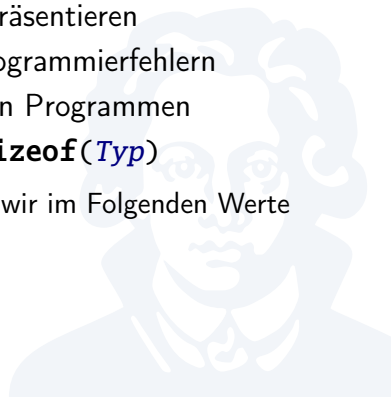 räsentieren
ogrammierfehlern
n Programmen
izeof(Typ)
wir im Folgenden Werte